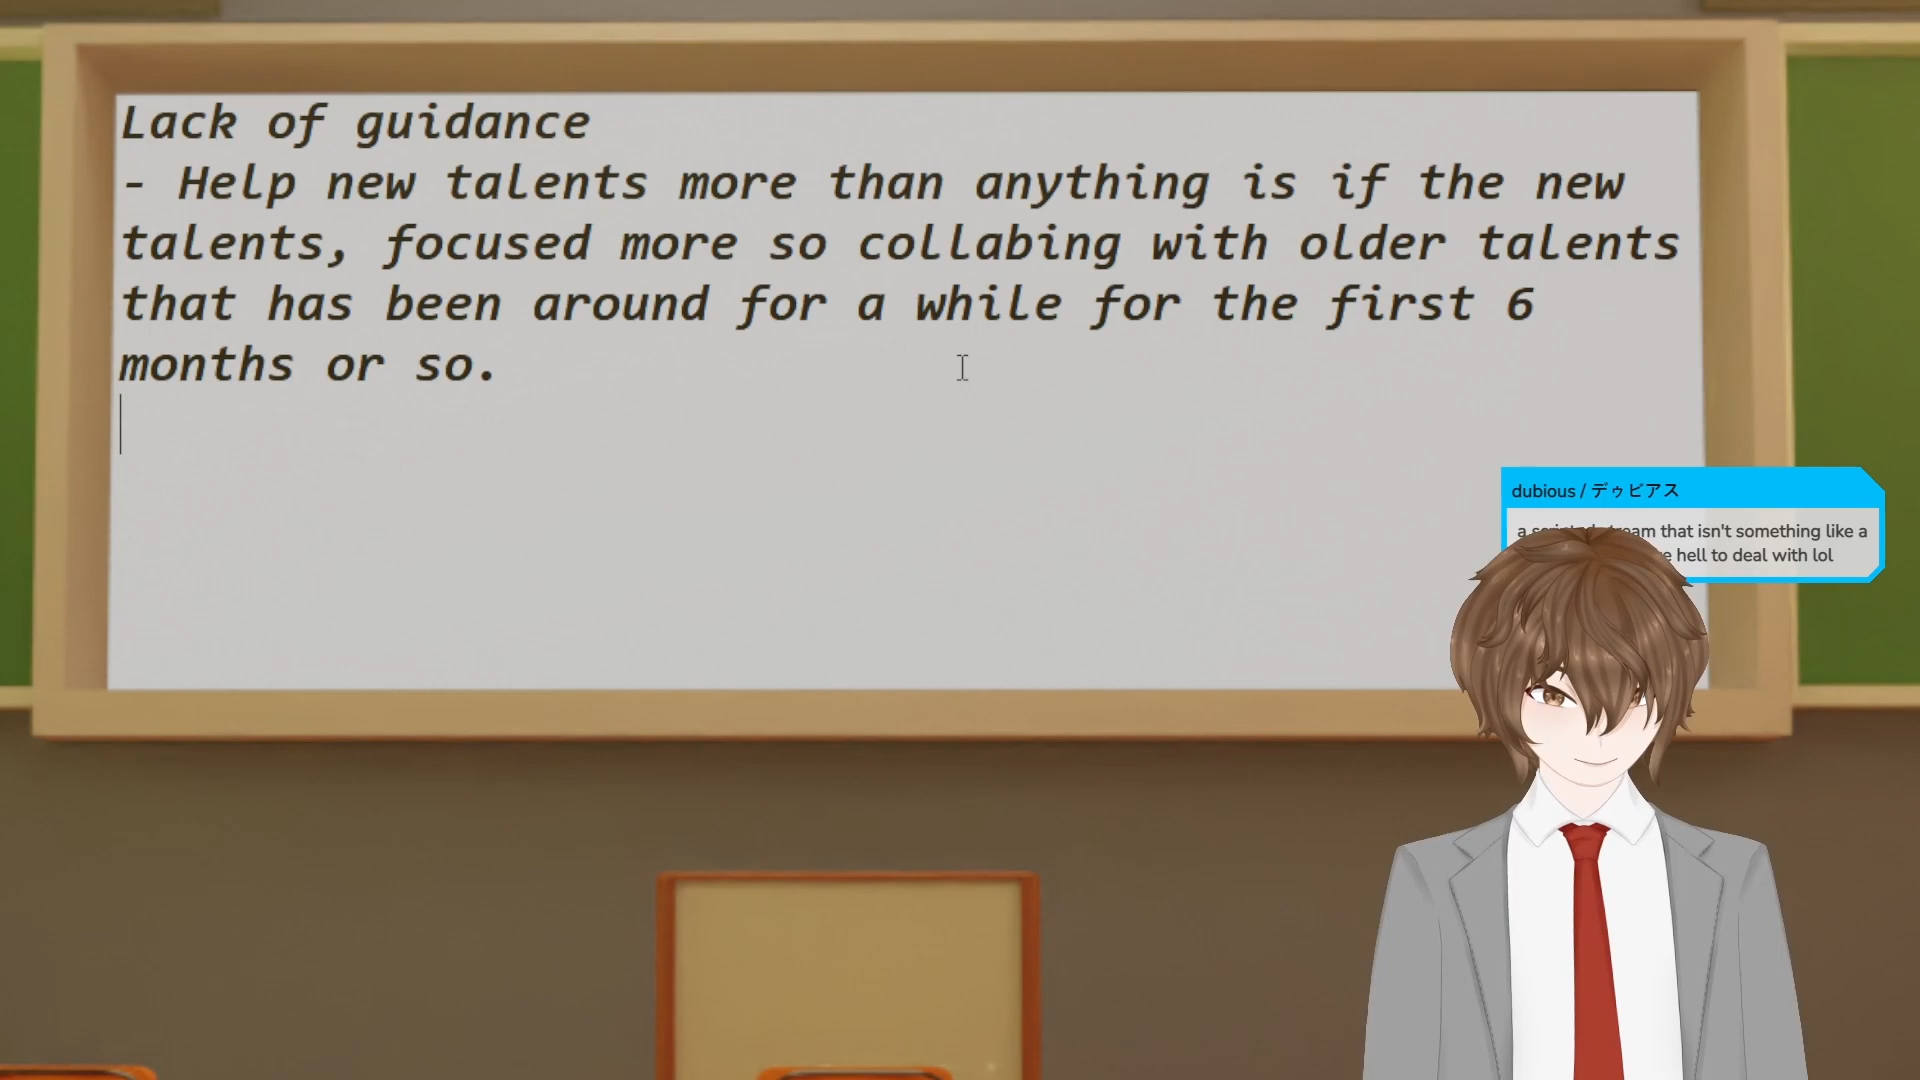 Lack of guidance
- Help new talents more than anything is if the new
talents, focused more so collabing with older talents
that has been around for a while for the first 6
months or so.
dubious / デゥビアス
a stream that isn't something like a
hell to deal with lol